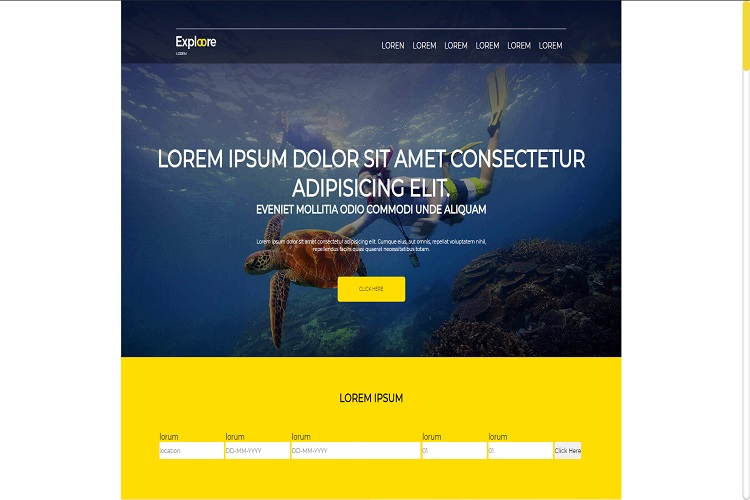 Exploore
LOREM
LOREN LOREM LOREM LOREM LOREM LOREM
LOREM IPSUM DOLOR SIT AMET CONSECTETUR
ADIPISICING ELIT.
EVENIET MOLLITIA ODIO COMMODI UNDE ALIQUAM
Lorem ipsum dolor sit amet consectetur adipisicing elit. Cumque eius, aut omnis, repellat voluptatem nihil,
repellendus facilis quasi quaerat necessitatibus totam.
CLICK HERE
LOREM IPSUM
lorum lorum lorum lorum lorum
location DD-MM-YYYY DD-MM-YYYY 01 01 Click Here